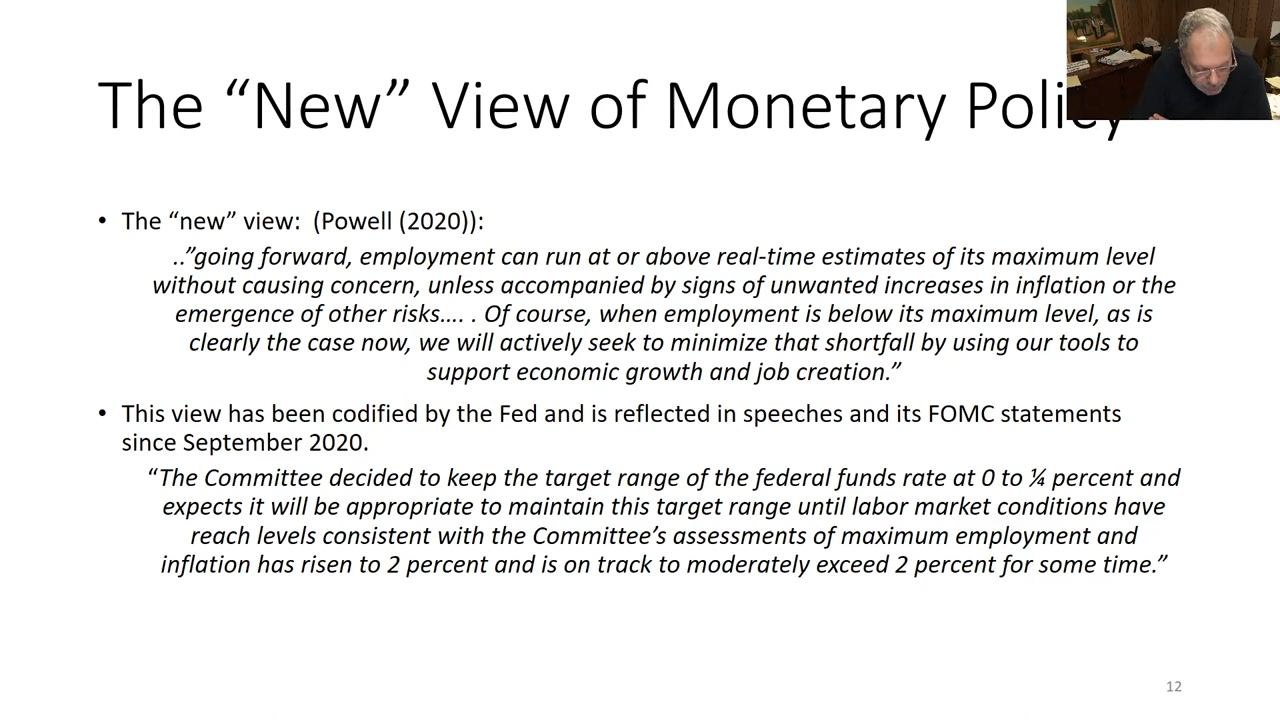 The “New” View of Monetary Policy
• The “new” view:  (Powell (2020)):
..”going forward, employment can run at or above real-time estimates of its maximum level
without causing concern, unless accompanied by signs of unwanted increases in inflation or the
emergence of other risks…. . Of course, when employment is below its maximum level, as is
clearly the case now, we will actively seek to minimize that shortfall by using our tools to
support economic growth and job creation.”
• This view has been codified by the Fed and is reflected in speeches and its FOMC statements
since September 2020.
“The Committee decided to keep the target range of the federal funds rate at 0 to ¼ percent and
expects it will be appropriate to maintain this target range until labor market conditions have
reach levels consistent with the Committee’s assessments of maximum employment and
inflation has risen to 2 percent and is on track to moderately exceed 2 percent for some time.”
12